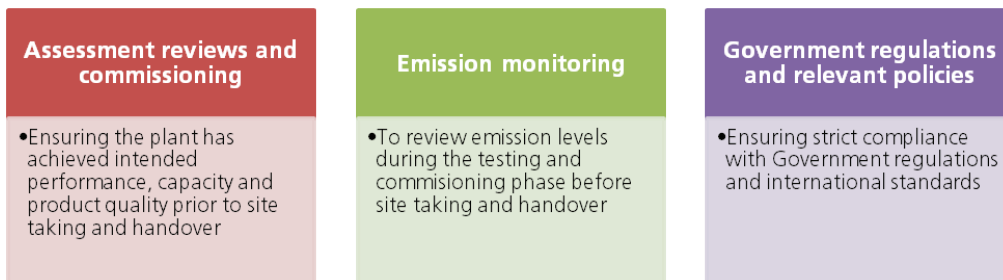 Assessment reviews and
commissioning
•Ensuring the plant has
achieved intended
performance, capacity and
product quality prior to site
taking and handover
Emission monitoring
•To review emission levels
during the testing and
commisioning phase before
site taking and handover
Government regulations
and relevant policies
•Ensuring strict compliance
with Government regulations
and international standards